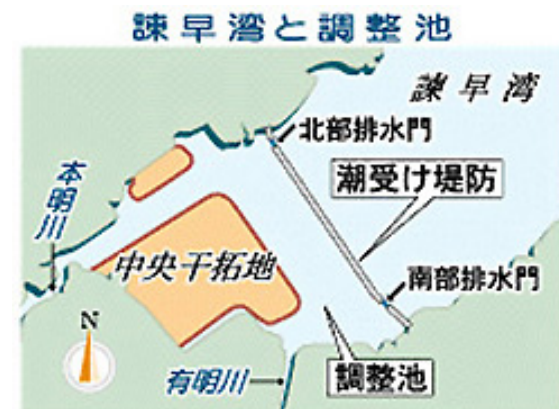 諫早湾と調整池
諫早湾
北部排水門
本明川
潮受け堤防
中央干拓地
南部排水門
N
有明川
調整池